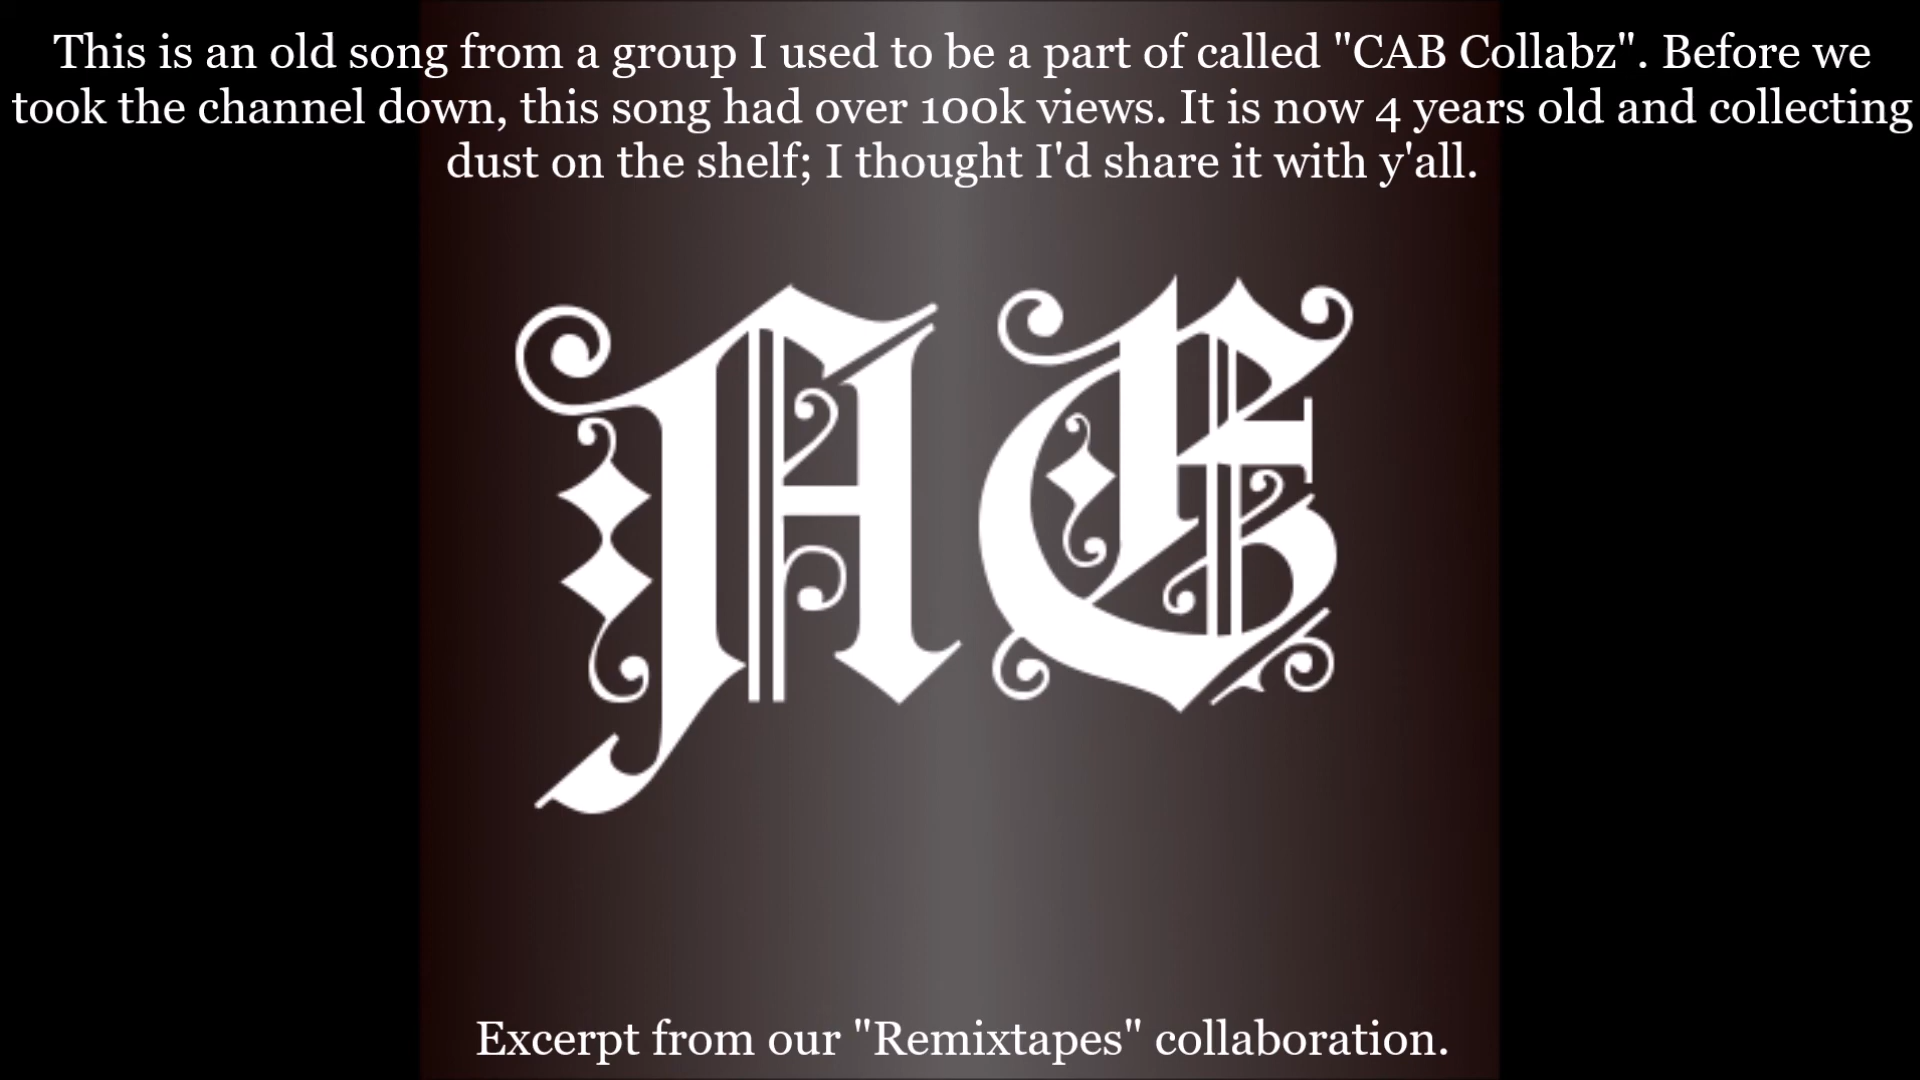 This is an old song from a group I used to be a part of called "CAB Collabz". Before we
took the channel down, this song had over 100k views. It is now 4 years old and collecting
dust on the shelf; I thought I'd share it with y'all.
Excerpt from our "Remixtapes" collaboration.